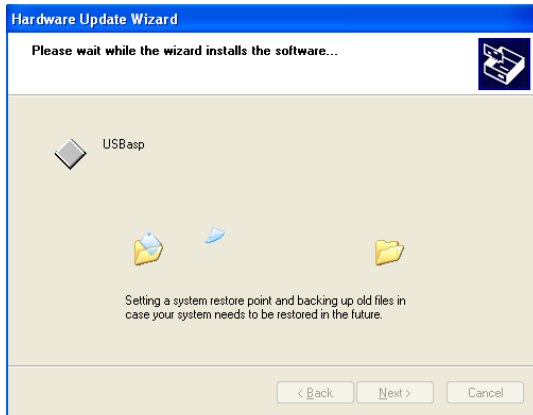 Hardware Update Wizard
Please wait while the wizard installs the software...
USBasp
Setting a system restore point and backing up old files in
case your system needs to be restored in the future.
< Back Next > Cancel